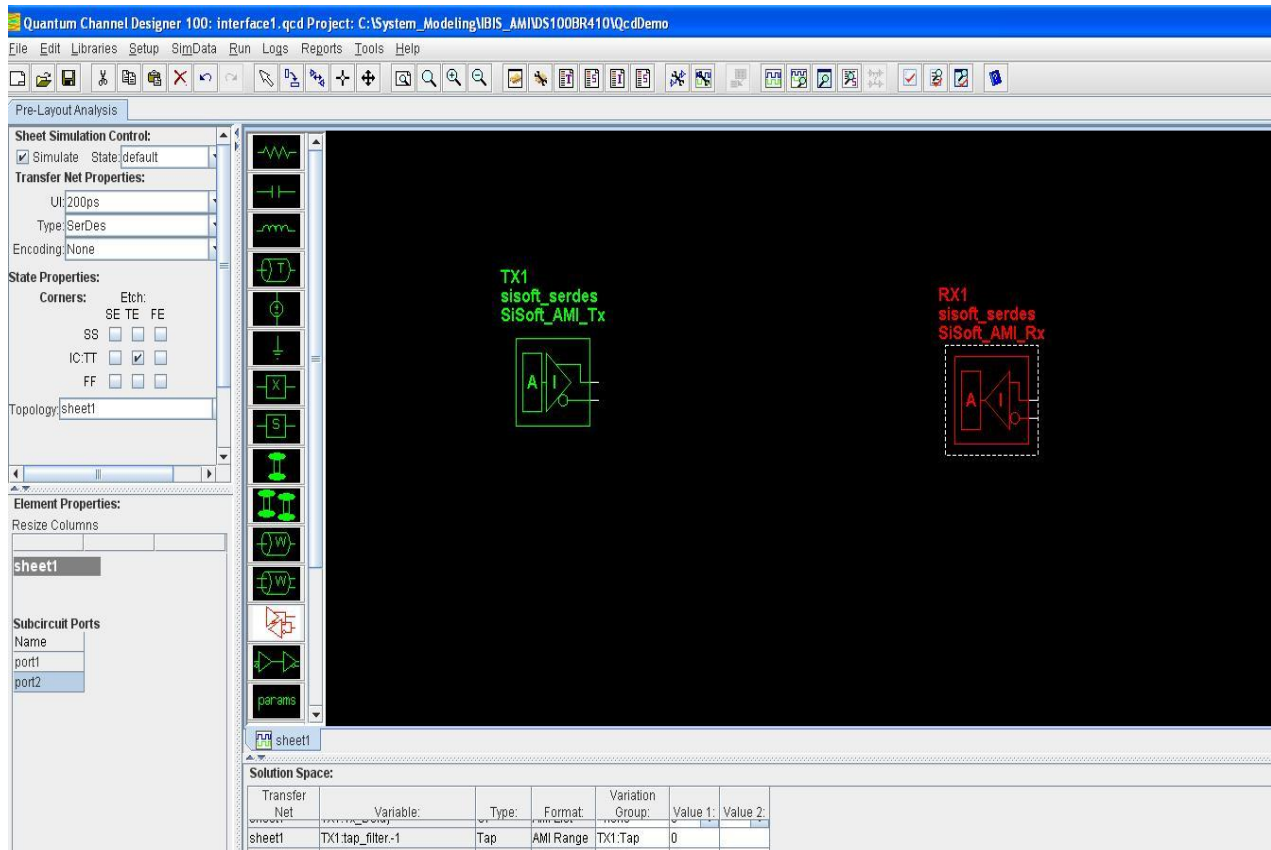 Quantum Channel Designer 100: interface1.qcd Project: C:\System_Modeling\IBIS_AMI\DS100BR410\QcdDemo
File Edit Libraries Setup SimData Run Logs Reports Tools Help
Pre-Layout Analysis
Sheet Simulation Control:
Simulate State: default
Transfer Net Properties:
UI: 200ps
Type: SerDes
Encoding: None
State Properties:
Corners: Etch:
SE TE FE
SS
IC:TT
FF
Topology: sheet1
Element Properties:
Resize Columns
sheet1
Subcircuit Ports
Name
port1
port2
T
X
S
W
W
params
TX1
sisoft_serdes
SiSoft_AMI_Tx
A I
RX1
sisoft_serdes
SiSoft_AMI_Rx
A I
sheet1
Solution Space:
Transfer Net Variable: Type: Format: Variation Group: Value 1: Value 2:
sheet1 TX1:tap_filter.-1 Tap AMI Range TX1:Tap 0